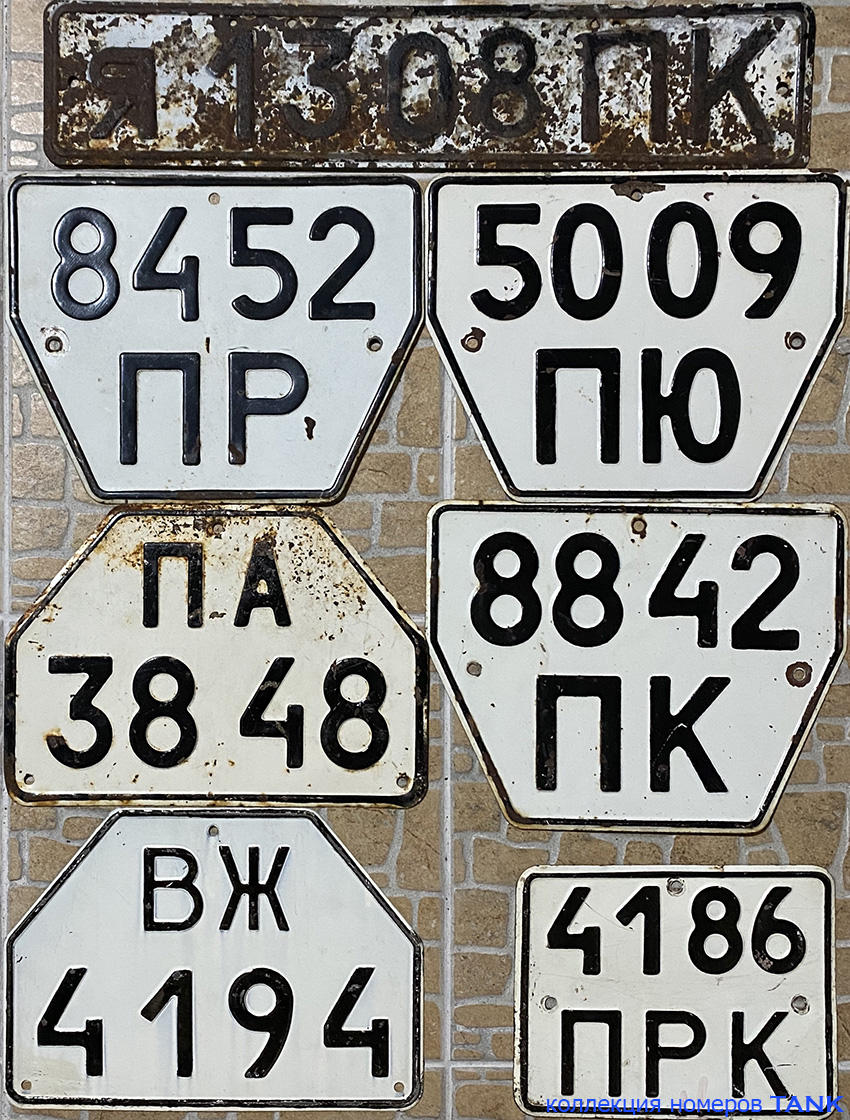 я 1308 ПК
8452
ПР
5009
ПЮ
ПА
3848
8842
ПК
ВЖ
4194
4186
ПРК
коллекция номеров TANK